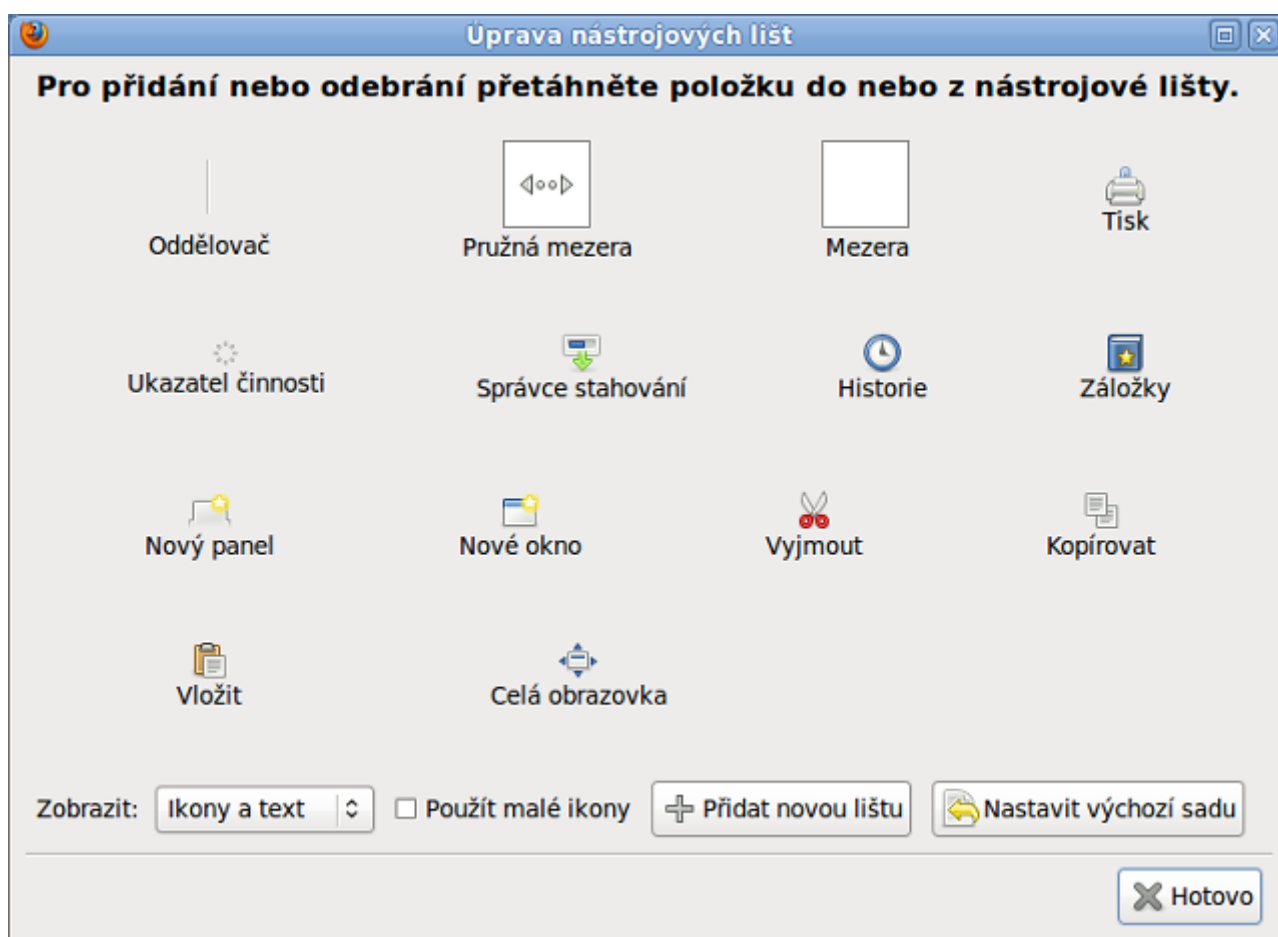 Úprava nástrojových lišt
Pro přidání nebo odebrání přetáhněte položku do nebo z nástrojové lišty.
Oddělovač
Pružná mezera
Mezera
Tisk
Ukazatel činnosti
Správce stahování
Historie
Záložky
Nový panel
Nové okno
Vyjmout
Kopírovat
Vložit
Celá obrazovka
Zobrazit: Ikony a text Použít malé ikony Přidat novou lištu Nastavit výchozí sadu
Hotovo